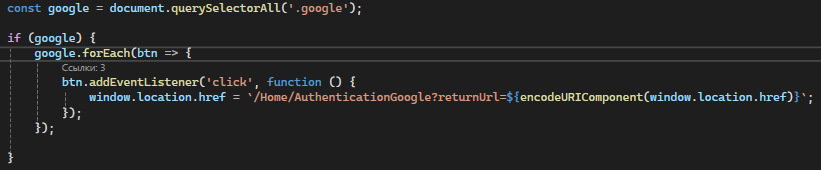 const google = document.querySelectorAll('.google');
if (google) {
google.forEach(btn => {
Ссылки: 3
btn.addEventListener('click', function () {
window.location.href = `/Home/AuthenticationGoogle?returnUrl=${encodeURIComponent(window.location.href)}`;
});
});
}